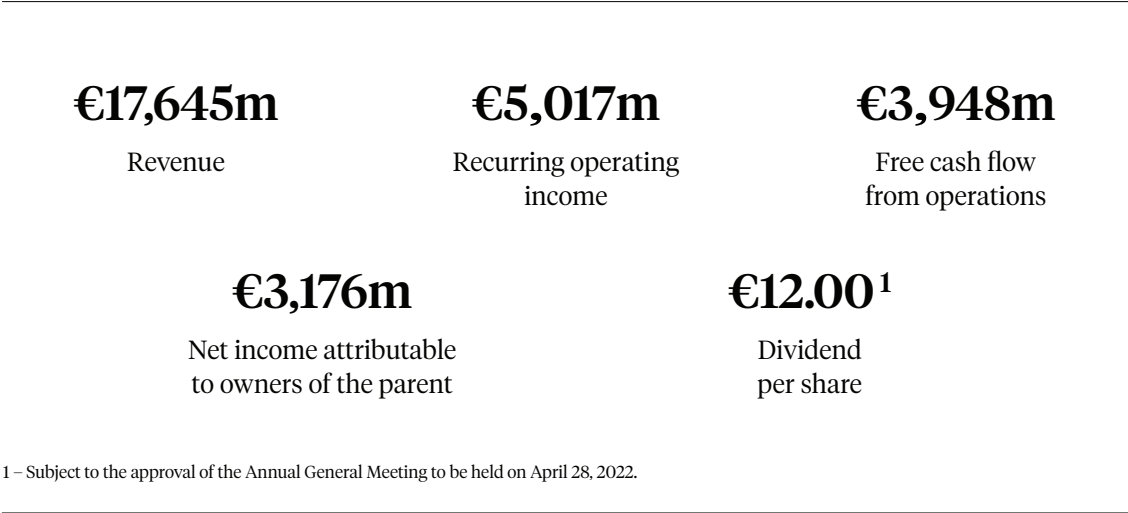 €17,645m
Revenue
€5,017m
Recurring operating
income
€3,948m
Free cash flow
from operations
€3,176m
Net income attributable
to owners of the parent
€12.00¹
Dividend
per share
1 – Subject to the approval of the Annual General Meeting to be held on April 28, 2022.